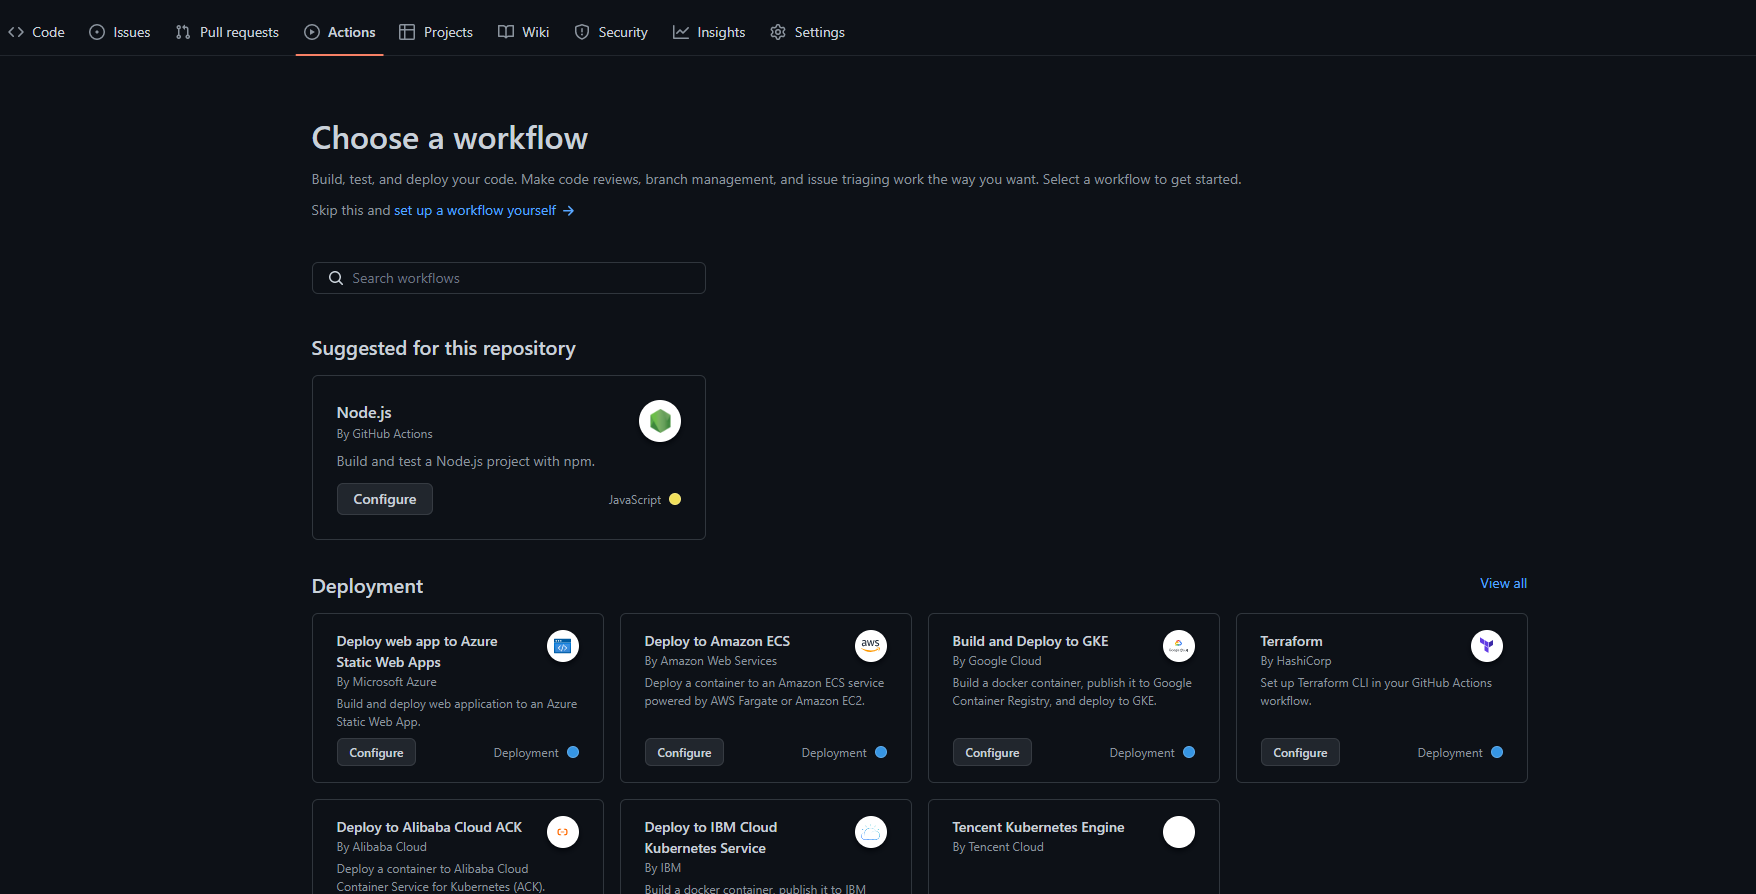 Code Issues Pull requests Actions Projects Wiki Security Insights Settings
Choose a workflow
Build, test, and deploy your code. Make code reviews, branch management, and issue triaging work the way you want. Select a workflow to get started.
Skip this and set up a workflow yourself →
Search workflows
Suggested for this repository
Node.js
By GitHub Actions
Build and test a Node.js project with npm.
Configure JavaScript
Deployment View all
Deploy web app to Azure
Static Web Apps
By Microsoft Azure
Build and deploy web application to an Azure
Static Web App.
Configure Deployment
Deploy to Amazon ECS
aws
By Amazon Web Services
Deploy a container to an Amazon ECS service
powered by AWS Fargate or Amazon EC2.
Configure Deployment
Build and Deploy to GKE
By Google Cloud
Build a docker container, publish it to Google
Container Registry, and deploy to GKE.
Configure Deployment
Terraform
By HashiCorp
Set up Terraform CLI in your GitHub Actions
workflow.
Configure Deployment
Deploy to Alibaba Cloud ACK
By Alibaba Cloud
Deploy a container to Alibaba Cloud
Container Service for Kubernetes (ACK).
Deploy to IBM Cloud
Kubernetes Service
By IBM
Build a docker container, publish it to IBM
Tencent Kubernetes Engine
By Tencent Cloud